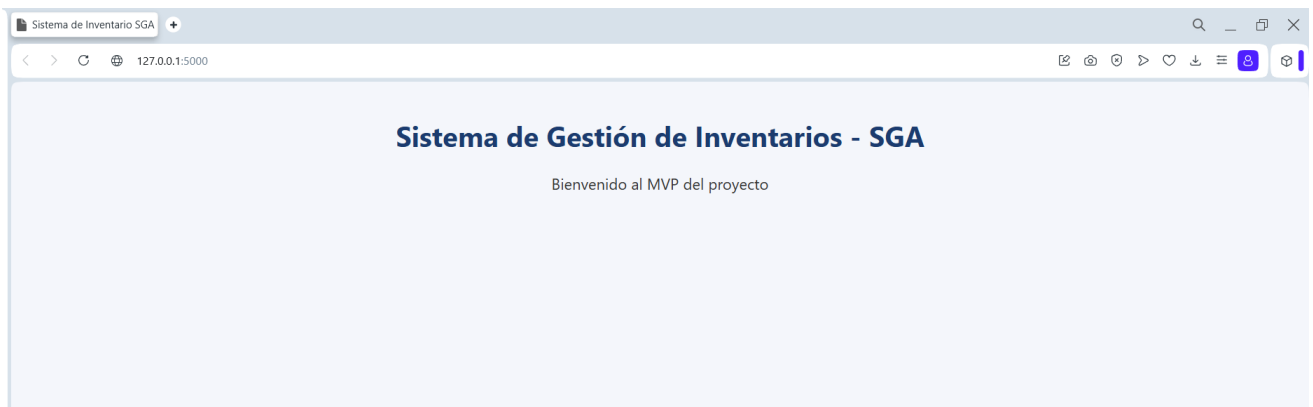 Sistema de Inventario SGA
127.0.0.1:5000
Sistema de Gestión de Inventarios - SGA
Bienvenido al MVP del proyecto